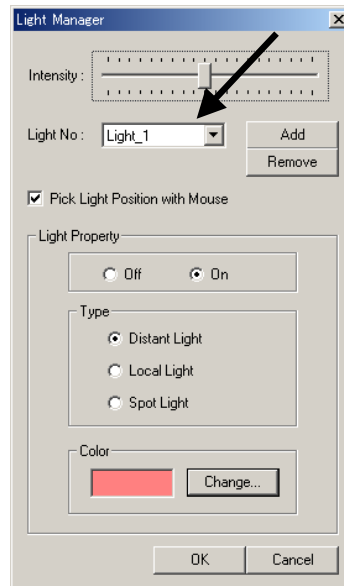 Light Manager
Intensity :
Light No : Light_1 Add
Remove
Pick Light Position with Mouse
Light Property
Off On
Type
Distant Light
Local Light
Spot Light
Color
Change...
OK Cancel